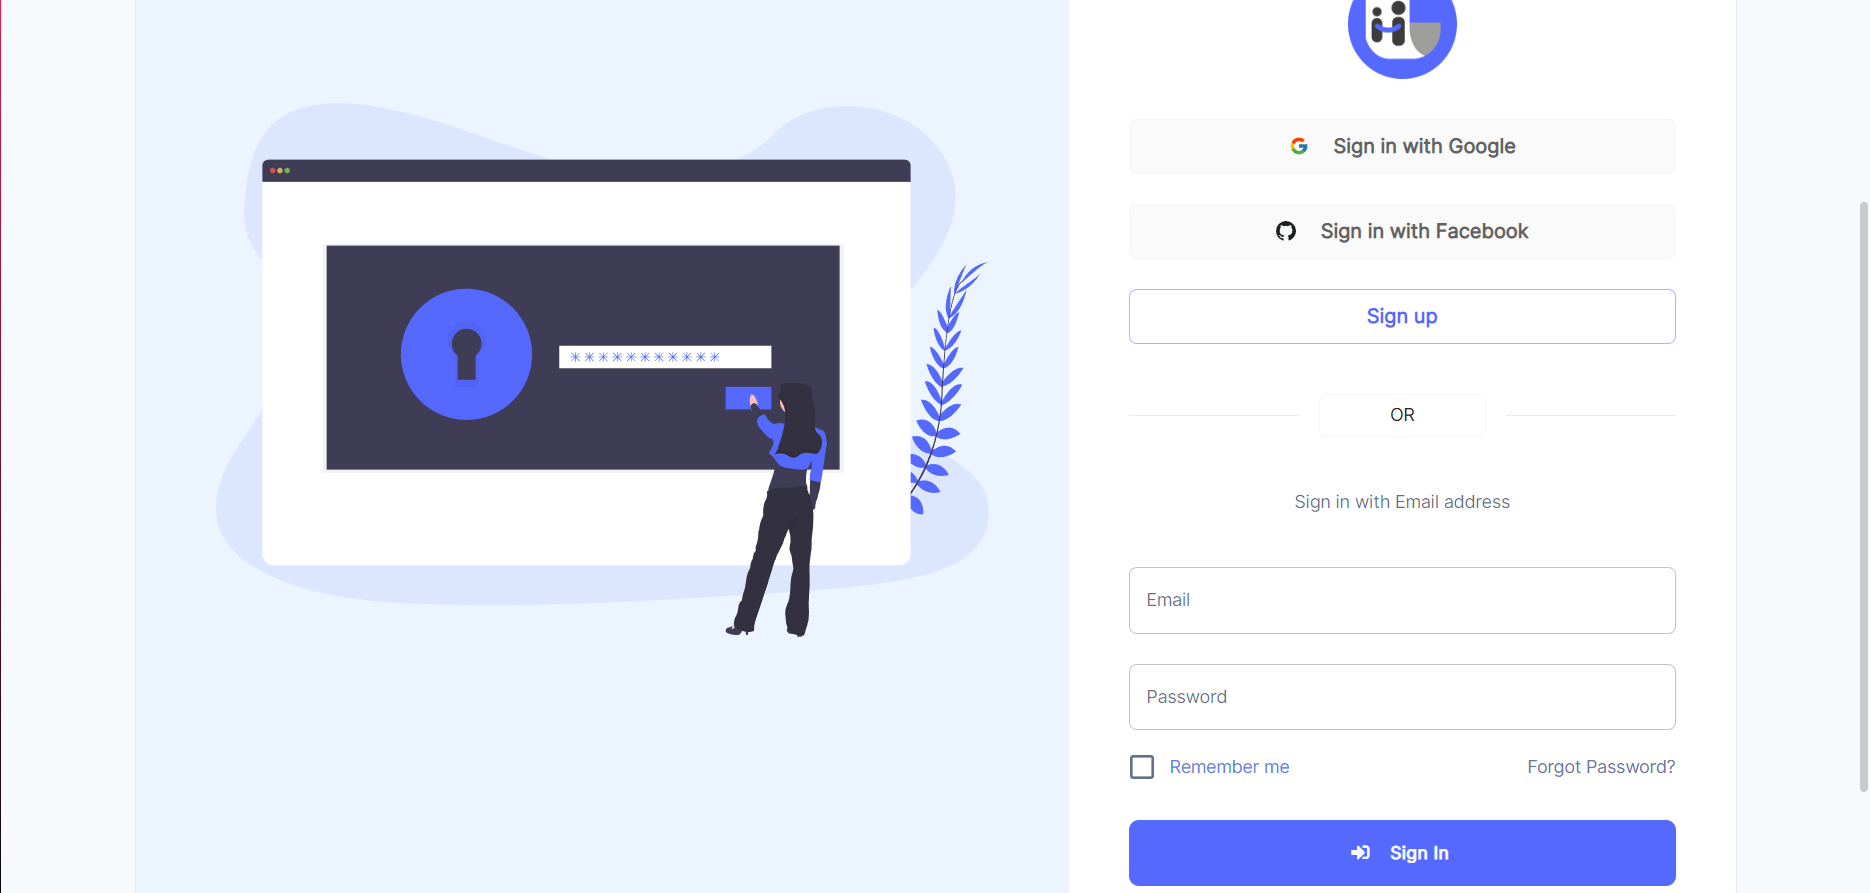 Sign in with Google
Sign in with Facebook
Sign up
OR
Sign in with Email address
Email
Password
Remember me
Forgot Password?
Sign In
***********